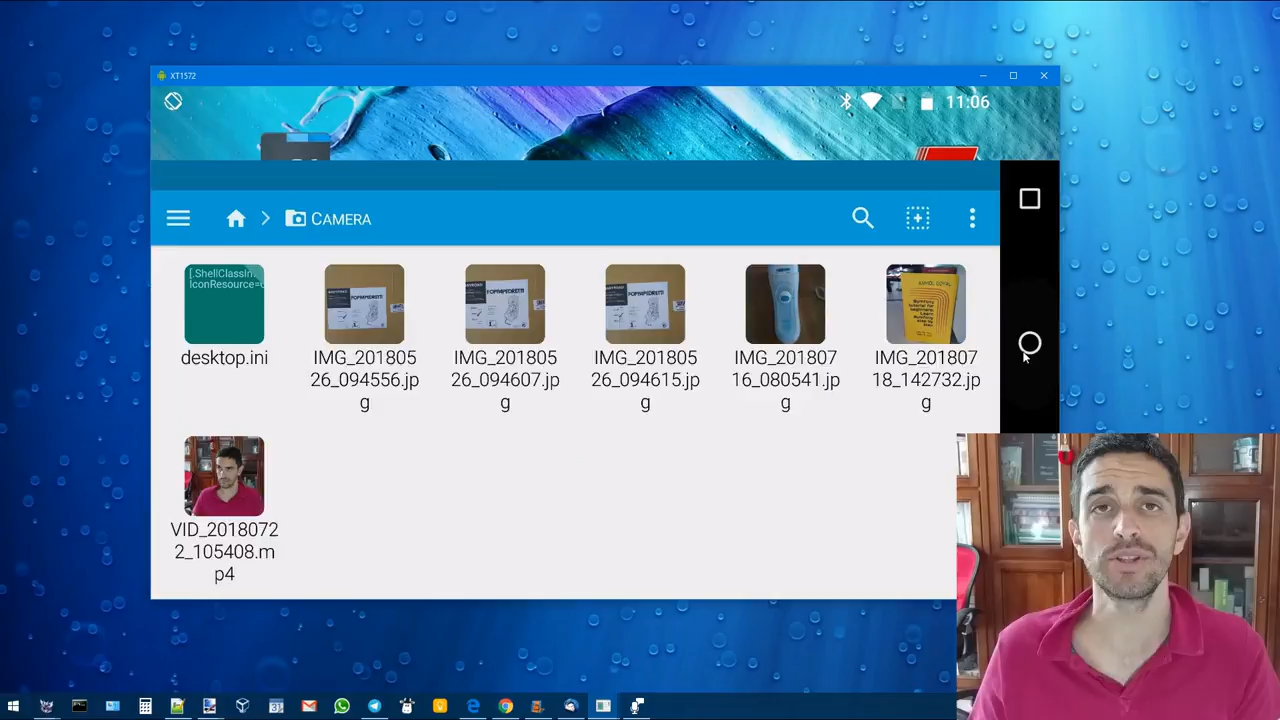 XT1572
11:06
CAMERA
[.ShellClassIn
IconResource=
desktop.ini
IMG_201805
26_094556.jp
g
IMG_201805
26_094607.jp
g
IMG_201805
26_094615.jp
g
IMG_201807
16_080541.jp
g
IMG_201807
18_142732.jp
g
VID_2018072
2_105408.m
p4